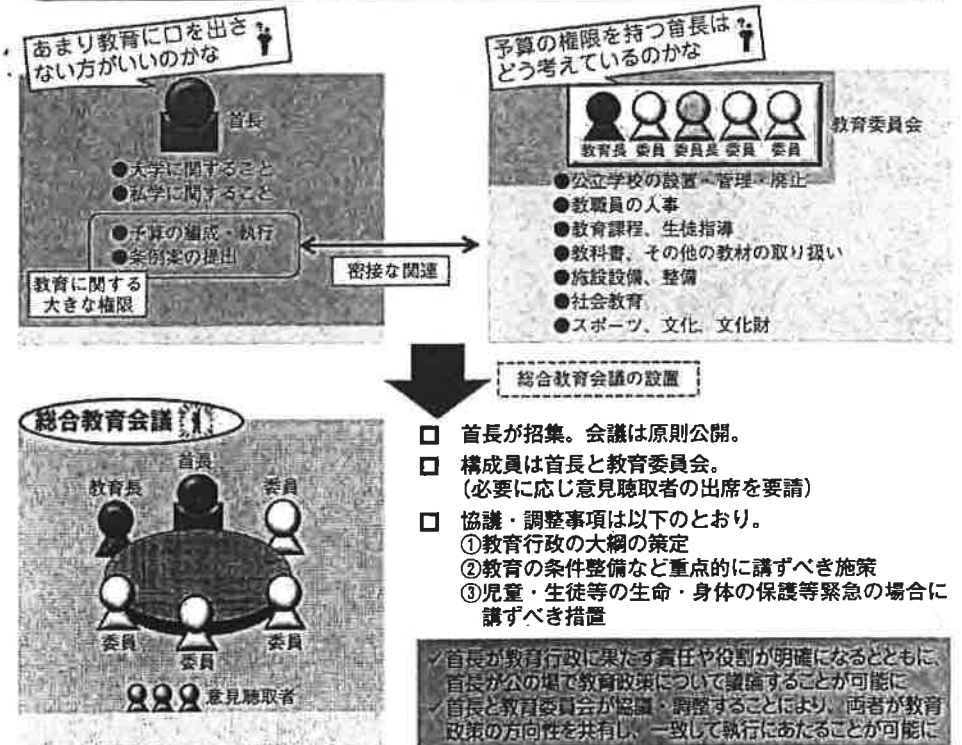 あまり教育に口を出さ
ない方がいいのかな
首長
●大学に関すること
●私学に関すること
●予算の編成・執行
●条例案の提出
教育に関する
大きな権限
密接な関連
予算の権限を持つ首長は
どう考えているのかな
教育長 委員 委員長 委員 委員
教育委員会
●公立学校の設置・管理・廃止
●教職員の人事
●教育課程、生徒指導
●教科書、その他の教材の取り扱い
●施設設備、整備
●社会教育
●スポーツ、文化、文化財
総合教育会議の設置
総合教育会議
首長
教育長
委員
委員
委員
委員
意見聴取者
□ 首長が招集。会議は原則公開。
□ 構成員は首長と教育委員会。
(必要に応じ意見聴取者の出席を要請)
□ 協議・調整事項は以下のとおり。
①教育行政の大綱の策定
②教育の条件整備など重点的に講ずべき施策
③児童・生徒等の生命・身体の保護等緊急の場合に
講ずべき措置
✓首長が教育行政に果たす責任や役割が明確になるとともに、
首長が公の場で教育政策について議論することが可能に
✓首長と教育委員会が協議・調整することにより、両者が教育
政策の方向性を共有し、一致して執行にあたることが可能に